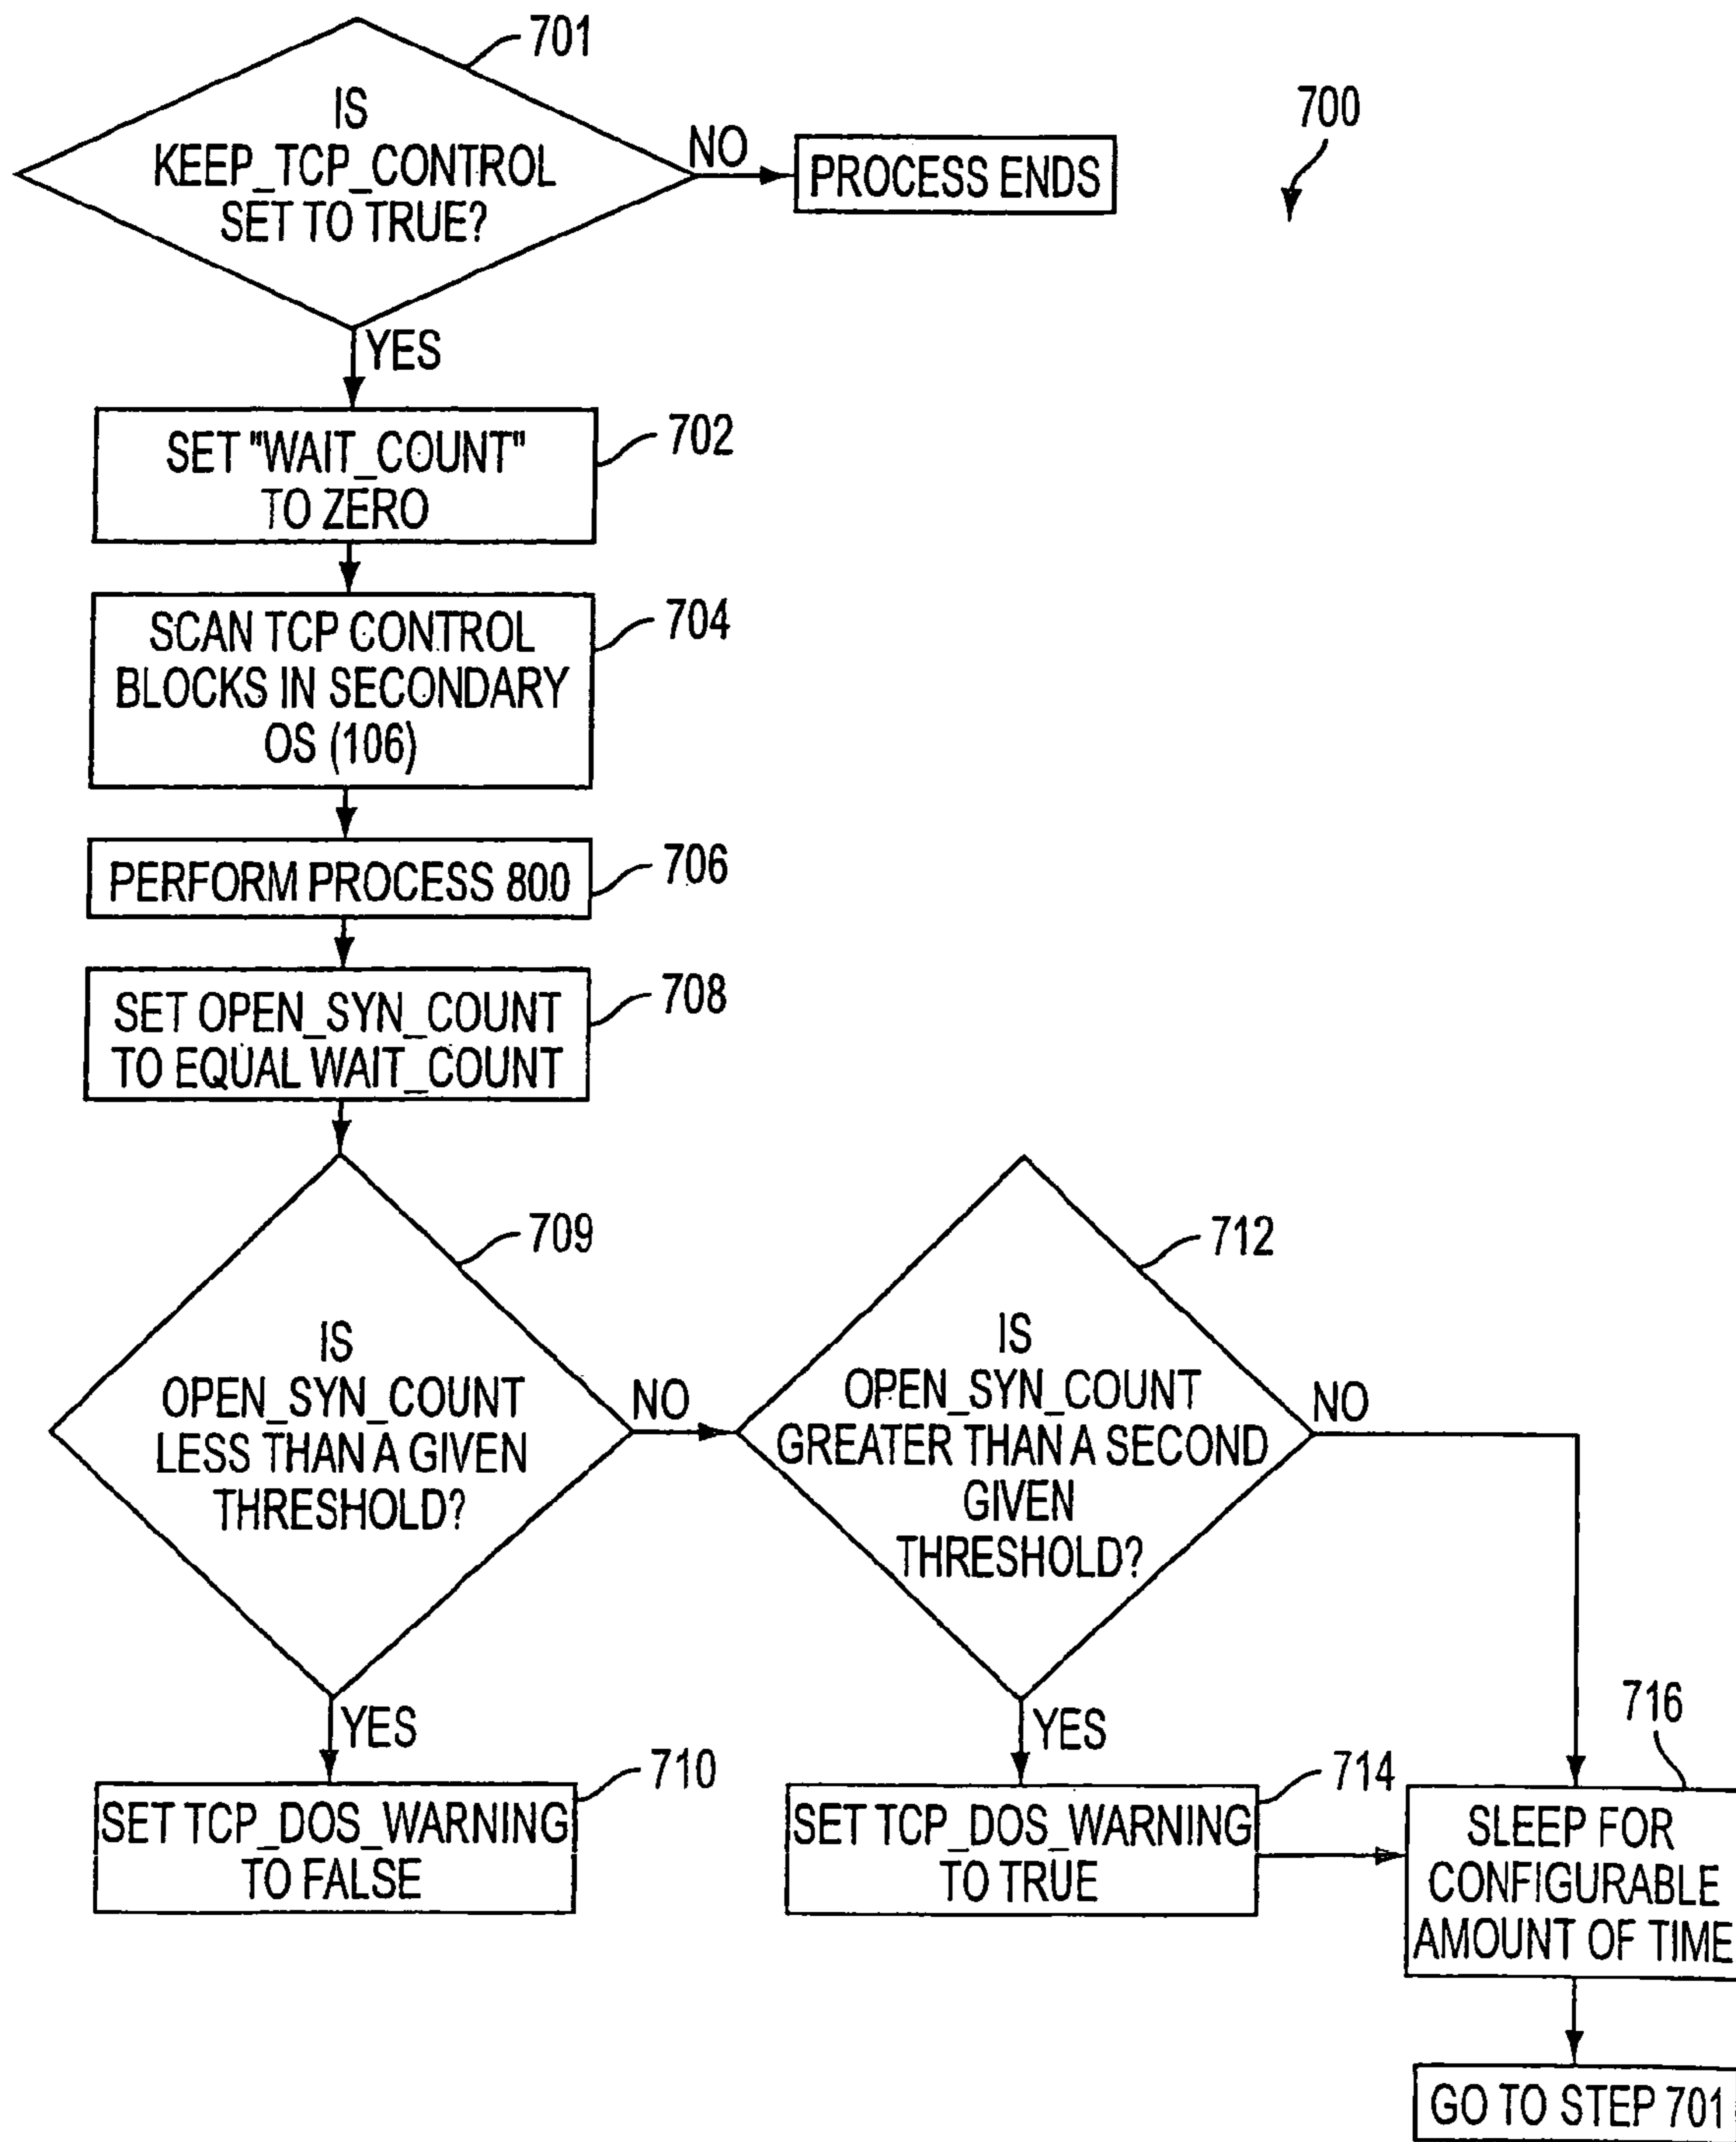 701
IS
KEEP_TCP_CONTROL
SET TO TRUE?
NO
PROCESS ENDS
700
YES
SET "WAIT_COUNT"
TO ZERO
702
SCAN TCP CONTROL
BLOCKS IN SECONDARY
OS (106)
704
PERFORM PROCESS 800
706
SET OPEN_SYN_COUNT
TO EQUAL WAIT_COUNT
708
709
IS
OPEN_SYN_COUNT
LESS THAN A GIVEN
THRESHOLD?
NO
YES
712
IS
OPEN_SYN_COUNT
GREATER THAN A SECOND
GIVEN
THRESHOLD?
NO
YES
SET TCP_DOS_WARNING
TO FALSE
710
SET TCP_DOS_WARNING
TO TRUE
714
716
SLEEP FOR
CONFIGURABLE
AMOUNT OF TIME
GO TO STEP 701